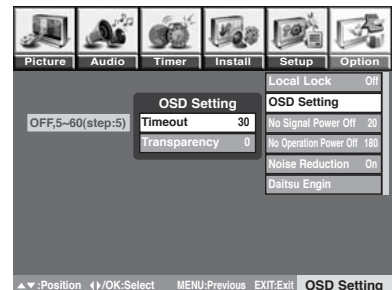 Picture Audio Timer Install Setup Option
Local Lock Off
OSD Setting
OSD Setting
OFF,5~60(step:5)
Timeout 30
No Signal Power Off 20
Transparency 0
No Operation Power Off 180
Noise Reduction On
Daitsu Engin
▲▼:Position ◀▶/OK:Select MENU:Previous EXIT:Exit OSD Setting